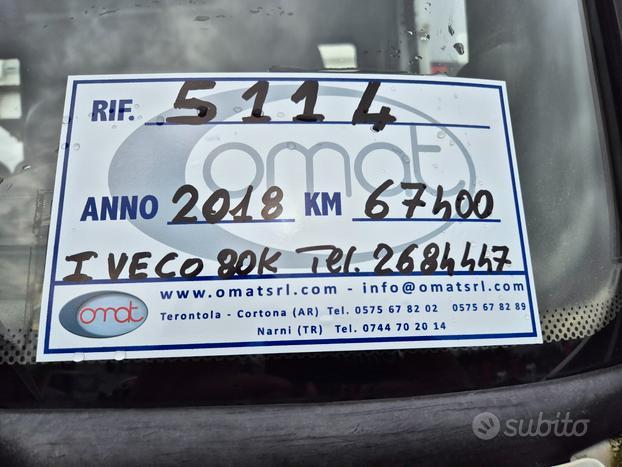 RIF. 5114
omat
ANNO 2018 KM 67400
IVECO 80K Tel. 2684447
omat
www.omatsrl.com - info@omatsrl.com
Terontola - Cortona (AR) Tel. 0575 67 82 02 0575 67 82 89
Narni (TR) Tel. 0744 70 20 14
subito